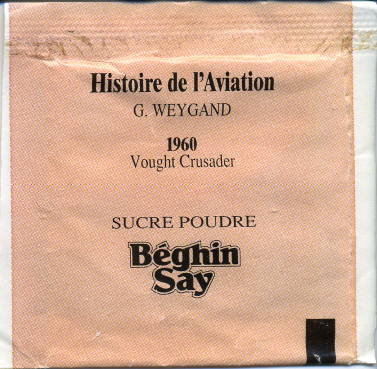 Histoire de l'Aviation
G. WEYGAND
1960
Vought Crusader
SUCRE POUDRE
Béghin
Say